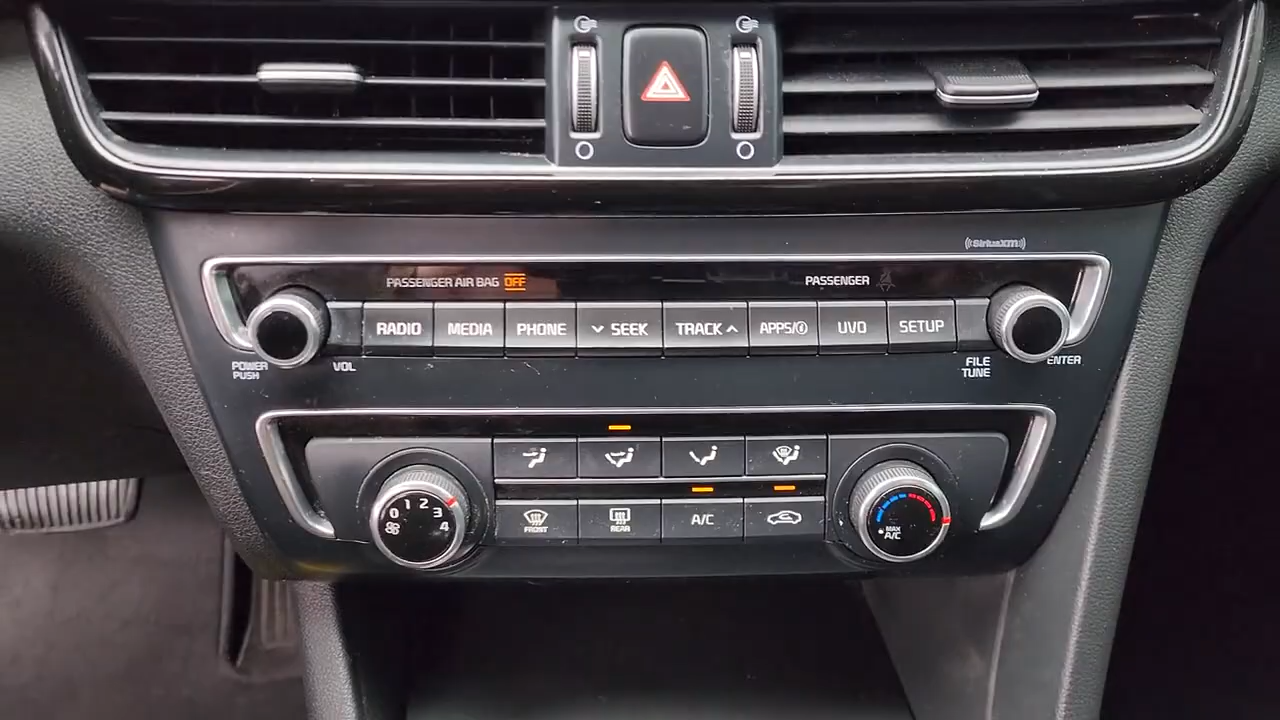 ((SiriusXM))
PASSENGER AIR BAG OFF
PASSENGER
RADIO
MEDIA
PHONE
SEEK
TRACK
APPS/i
UVO
SETUP
POWER
PUSH
VOL
FILE
TUNE
ENTER
0 1 2 3 4
FRONT
REAR
A/C
MAX
A/C